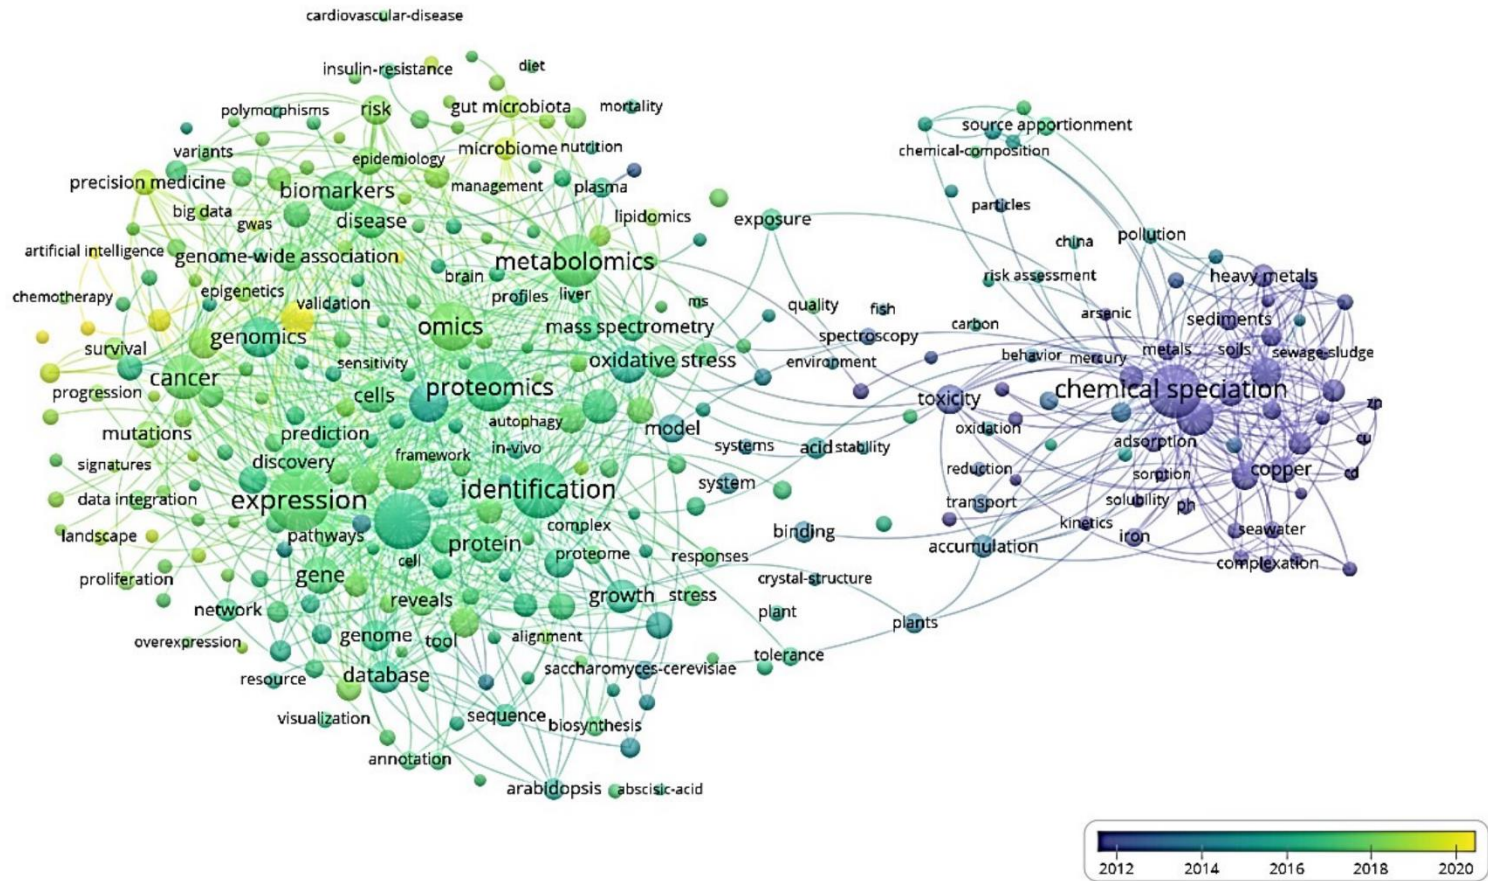 cardiovascular-disease
insulin-resistance
diet
polymorphisms
risk
gut microbiota
mortality
source apportionment
variants
epidemiology
microbiome
nutrition
chemical-composition
precision medicine
biomarkers
management
plasma
big data
gwas
disease
lipidomics
exposure
particles
artificial intelligence
genome-wide association
metabolomics
china
pollution
brain
risk assessment
heavy metals
chemotherapy
epigenetics
validation
profiles
liver
ms
quality
fish
arsenic
survival
genomics
omics
mass spectrometry
spectroscopy
carbon
sediments
sensitivity
oxidative stress
environment
behavior
mercury
metals
soils
sewage-sludge
progression
cancer
cells
proteomics
toxicity
chemical speciation
zn
mutations
prediction
autophagy
model
oxidation
adsorption
cu
signatures
discovery
framework
in-vivo
systems
acid
stability
reduction
sorption
copper
cd
data integration
expression
identification
system
transport
solubility
ph
landscape
pathways
complex
binding
kinetics
iron
seawater
proliferation
cell
protein
proteome
responses
accumulation
complexation
gene
reveals
growth
stress
crystal-structure
network
plant
plants
overexpression
genome
tool
alignment
tolerance
resource
database
saccharomyces-cerevisiae
visualization
sequence
biosynthesis
annotation
arabidopsis
abscisic-acid
2012
2014
2016
2018
2020